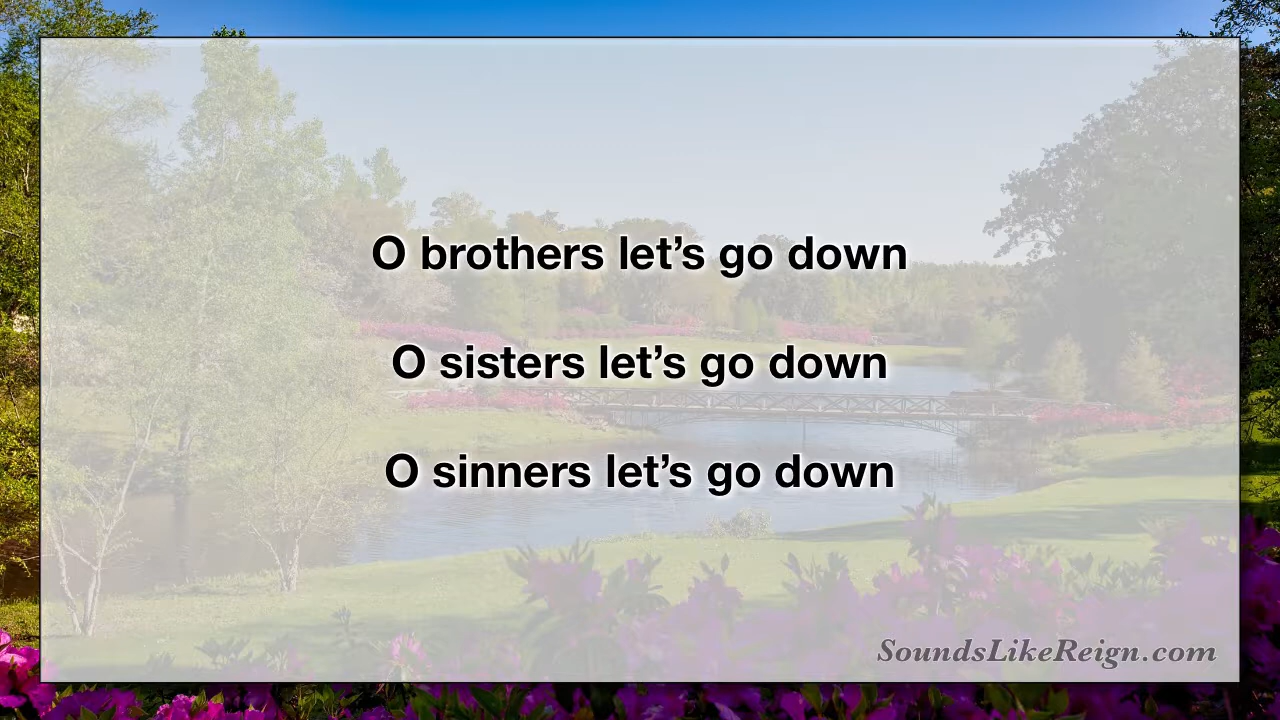 O brothers let’s go down
O sisters let’s go down
O sinners let’s go down
SoundsLikeReign.com